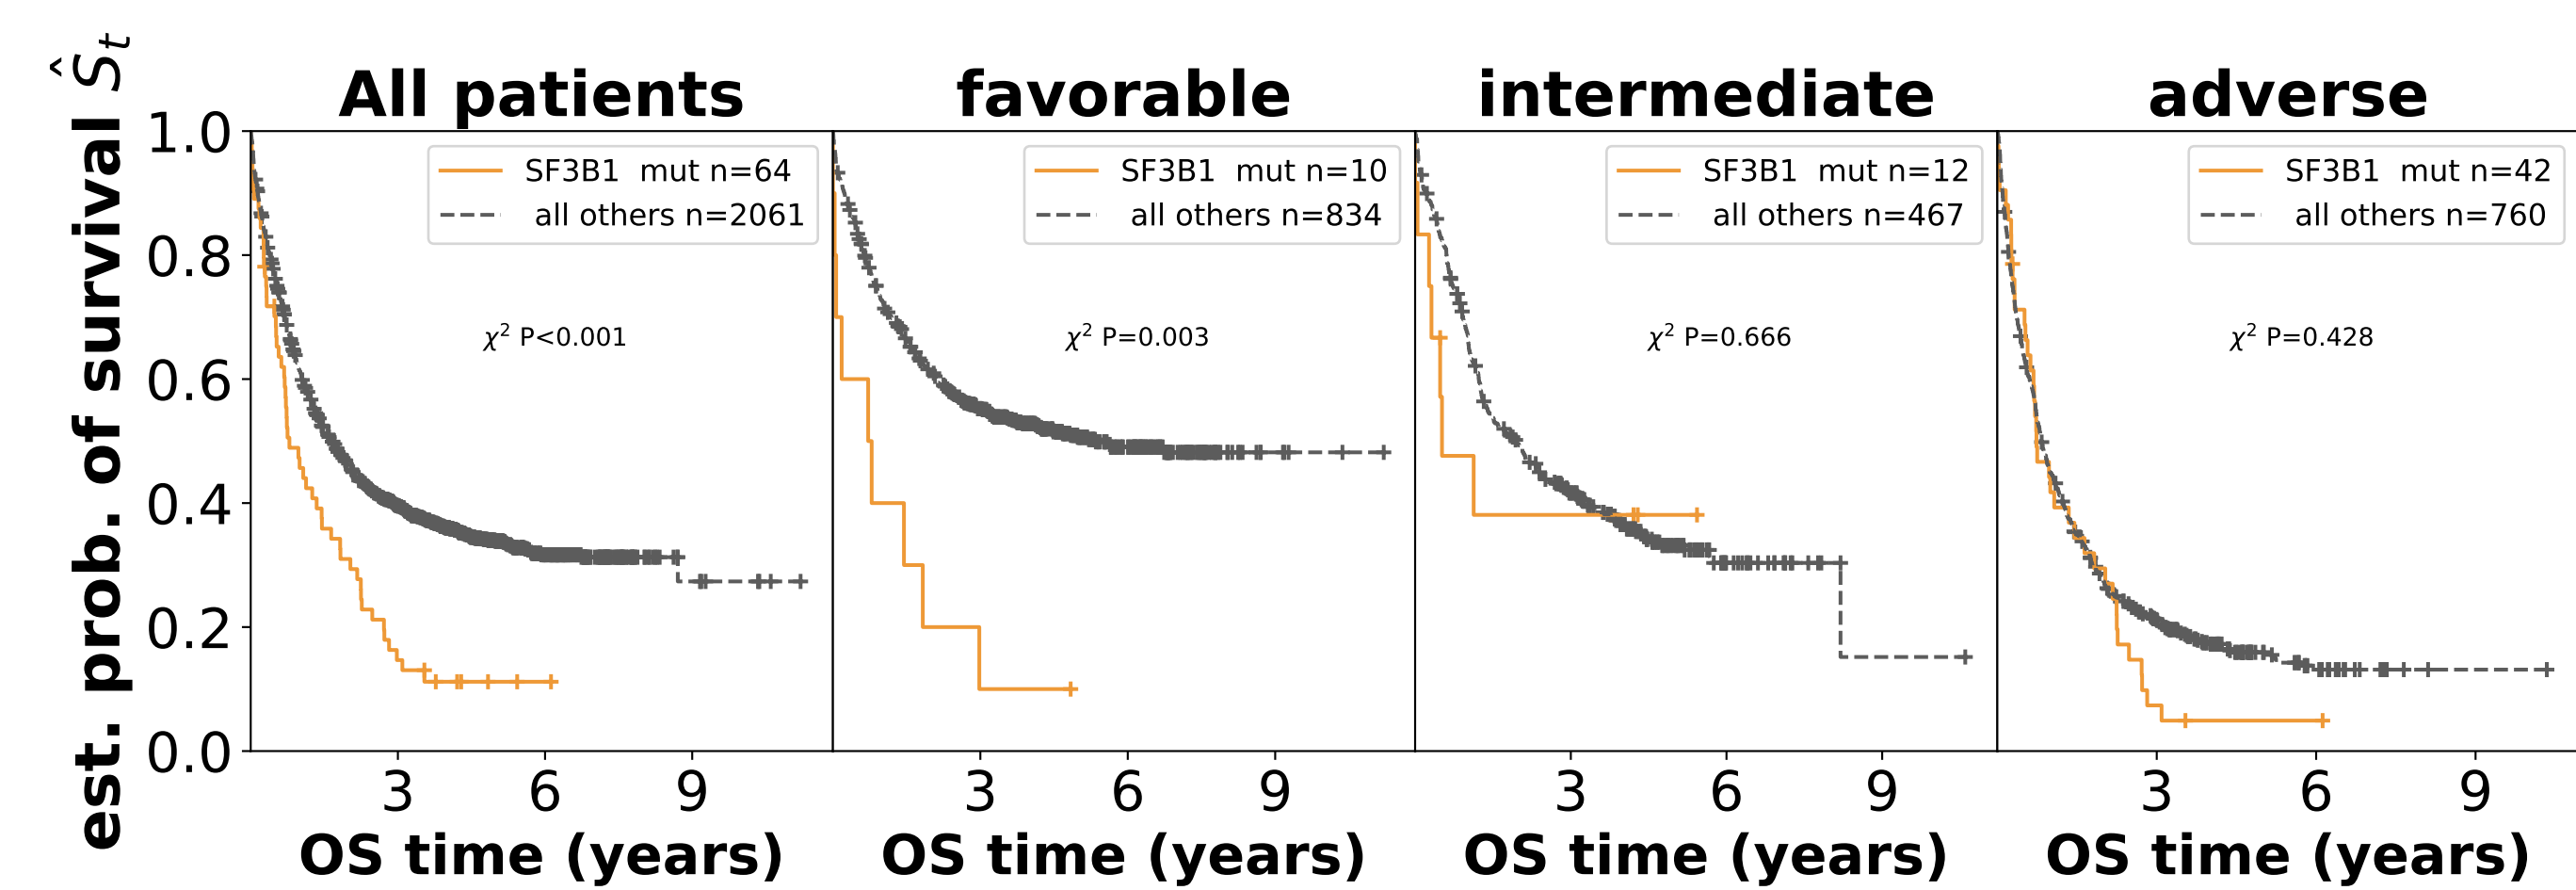 est. prob. of survival Ŝt
All patients
1.0
0.8
0.6
0.4
0.2
0.0
SF3B1 mut n=64
all others n=2061
χ² P<0.001
3 6 9
OS time (years)
favorable
SF3B1 mut n=10
all others n=834
χ² P=0.003
3 6 9
OS time (years)
intermediate
SF3B1 mut n=12
all others n=467
χ² P=0.666
3 6 9
OS time (years)
adverse
SF3B1 mut n=42
all others n=760
χ² P=0.428
3 6 9
OS time (years)